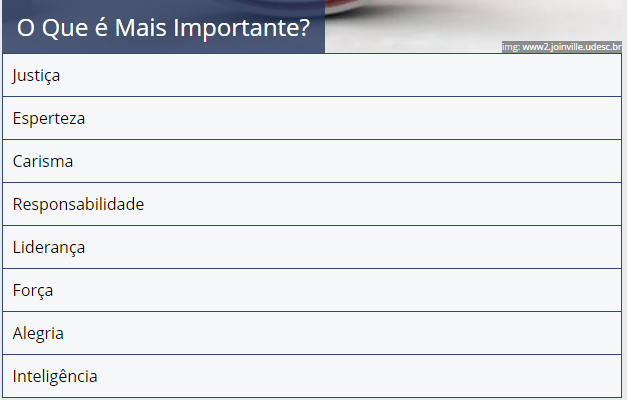 O Que é Mais Importante?
img: www2.joinville.udesc.br
Justiça
Esperteza
Carisma
Responsabilidade
Liderança
Força
Alegria
Inteligência